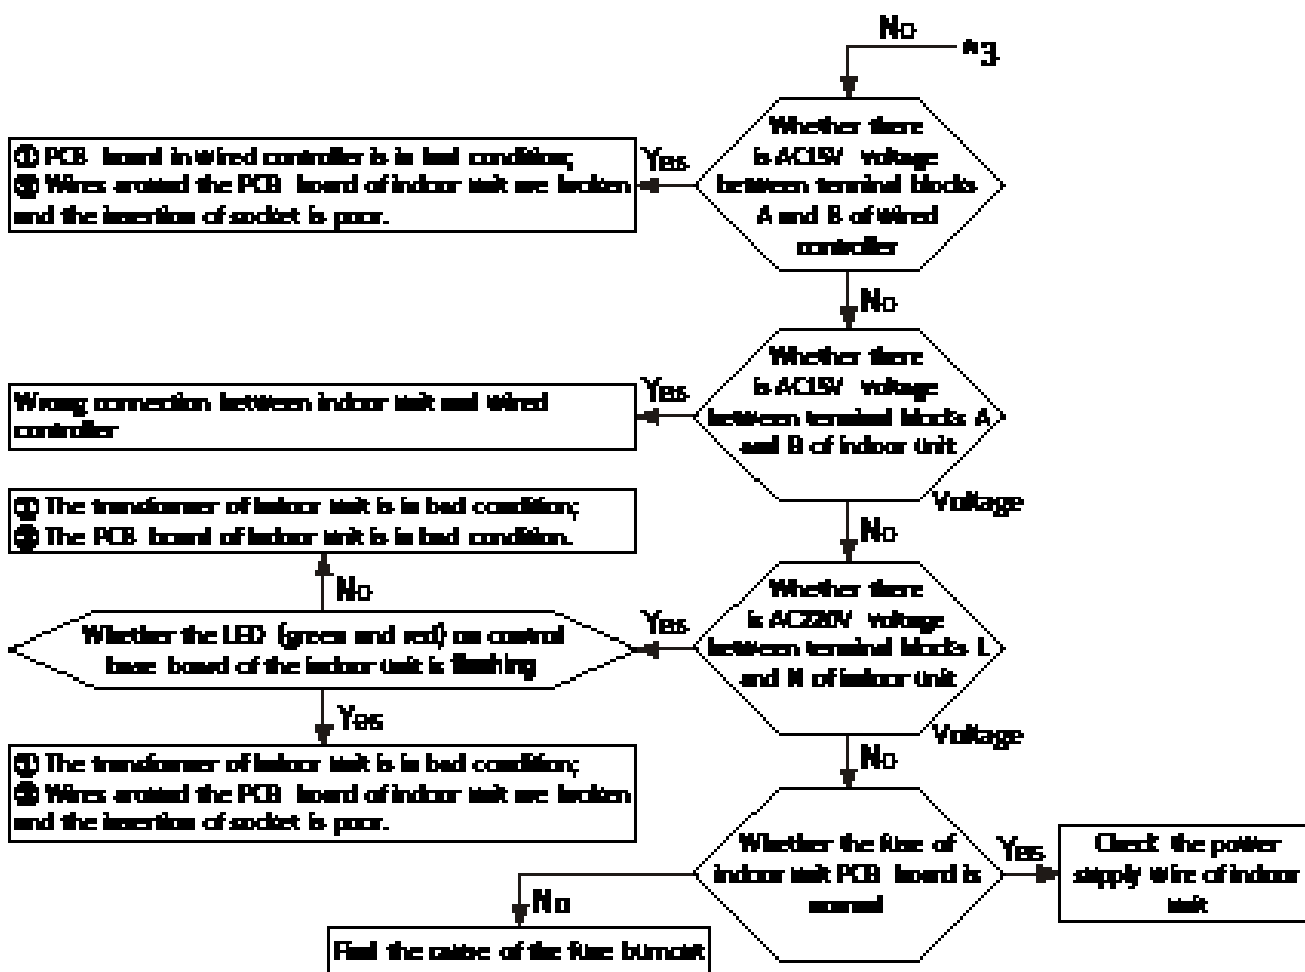 No
*3
Whether there
is AC15V voltage
between terminal blocks
A and B of wired
controller
Yes
① PCB board in wired controller is in bad condition;
② Wires around the PCB board of indoor unit are broken
and the insertion of socket is poor.
No
Whether there
is AC15V voltage
between terminal blocks A
and B of indoor unit
Yes
Wrong connection between indoor unit and wired
controller
Voltage
No
① The transformer of indoor unit is in bad condition;
② The PCB board of indoor unit is in bad condition.
No
Whether there
is AC220V voltage
between terminal blocks L
and N of indoor unit
Yes
Whether the LED (green and red) on control
base board of the indoor unit is flashing
Yes
Voltage
No
① The transformer of indoor unit is in bad condition;
② Wires around the PCB board of indoor unit are broken
and the insertion of socket is poor.
Whether the fuse of
indoor unit PCB board is
normal
Yes
Check the power
supply wire of indoor
unit
No
Find the cause of the fuse burnout